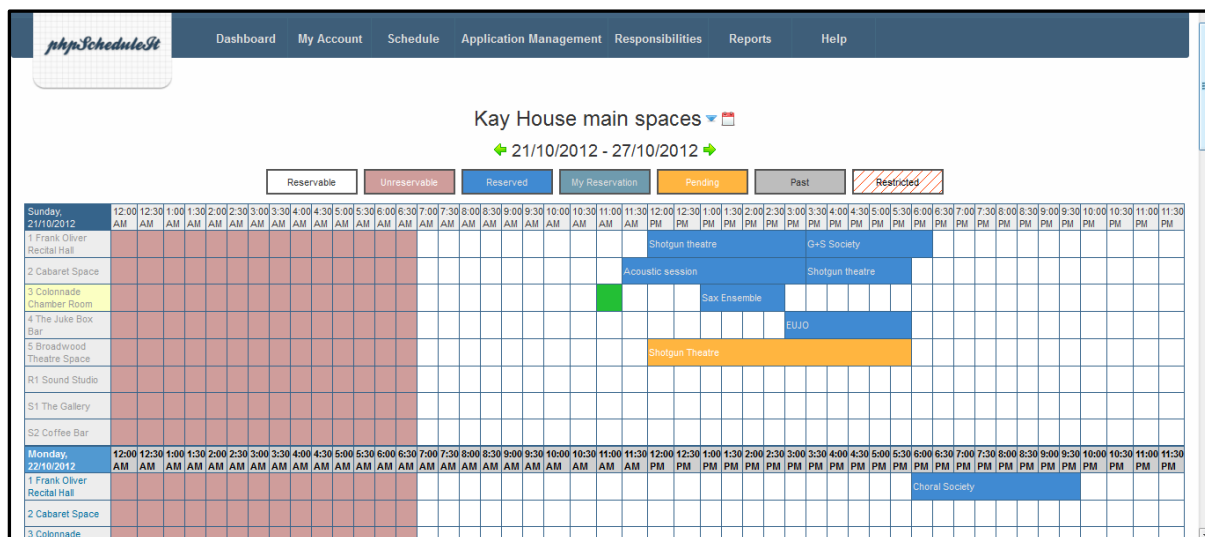 phpScheduleIt
Dashboard My Account Schedule Application Management Responsibilities Reports Help
Kay House main spaces
21/10/2012 - 27/10/2012
Reservable Unreservable Reserved My Reservation Pending Past Restricted
Sunday, 12:00 12:30 1:00 1:30 2:00 2:30 3:00 3:30 4:00 4:30 5:00 5:30 6:00 6:30 7:00 7:30 8:00 8:30 9:00 9:30 10:00 10:30 11:00 11:30 12:00 12:30 1:00 1:30 2:00 2:30 3:00 3:30 4:00 4:30 5:00 5:30 6:00 6:30 7:00 7:30 8:00 8:30 9:00 9:30 10:00 10:30 11:00 11:30
21/10/2012 AM AM AM AM AM AM AM AM AM AM AM AM AM AM AM AM AM AM AM AM AM AM AM AM PM PM PM PM PM PM PM PM PM PM PM PM PM PM PM PM PM PM PM PM PM PM PM PM
1 Frank Oliver
Recital Hall
Shotgun theatre G+S Society
2 Cabaret Space Acoustic session Shotgun theatre
3 Colonnade
Chamber Room
Sax Ensemble
4 The Juke Box
Bar
EUJO
5 Broadwood
Theatre Space
Shotgun Theatre
R1 Sound Studio
S1 The Gallery
S2 Coffee Bar
Monday, 12:00 12:30 1:00 1:30 2:00 2:30 3:00 3:30 4:00 4:30 5:00 5:30 6:00 6:30 7:00 7:30 8:00 8:30 9:00 9:30 10:00 10:30 11:00 11:30 12:00 12:30 1:00 1:30 2:00 2:30 3:00 3:30 4:00 4:30 5:00 5:30 6:00 6:30 7:00 7:30 8:00 8:30 9:00 9:30 10:00 10:30 11:00 11:30
22/10/2012 AM AM AM AM AM AM AM AM AM AM AM AM AM AM AM AM AM AM AM AM AM AM AM AM PM PM PM PM PM PM PM PM PM PM PM PM PM PM PM PM PM PM PM PM PM PM PM PM
1 Frank Oliver
Recital Hall
Choral Society
2 Cabaret Space
3 Colonnade